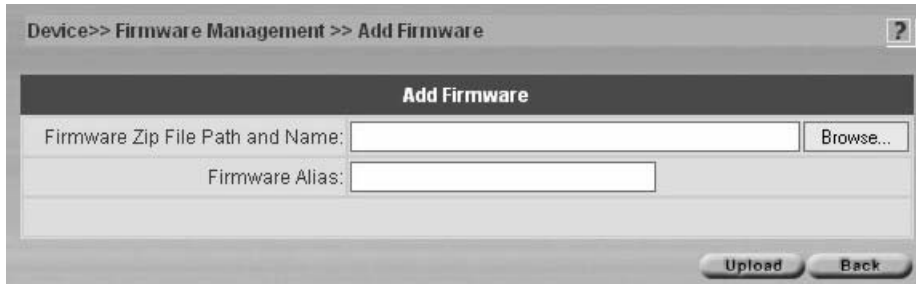 Device>> Firmware Management >> Add Firmware ?
Add Firmware
Firmware Zip File Path and Name: Browse...
Firmware Alias:
Upload Back